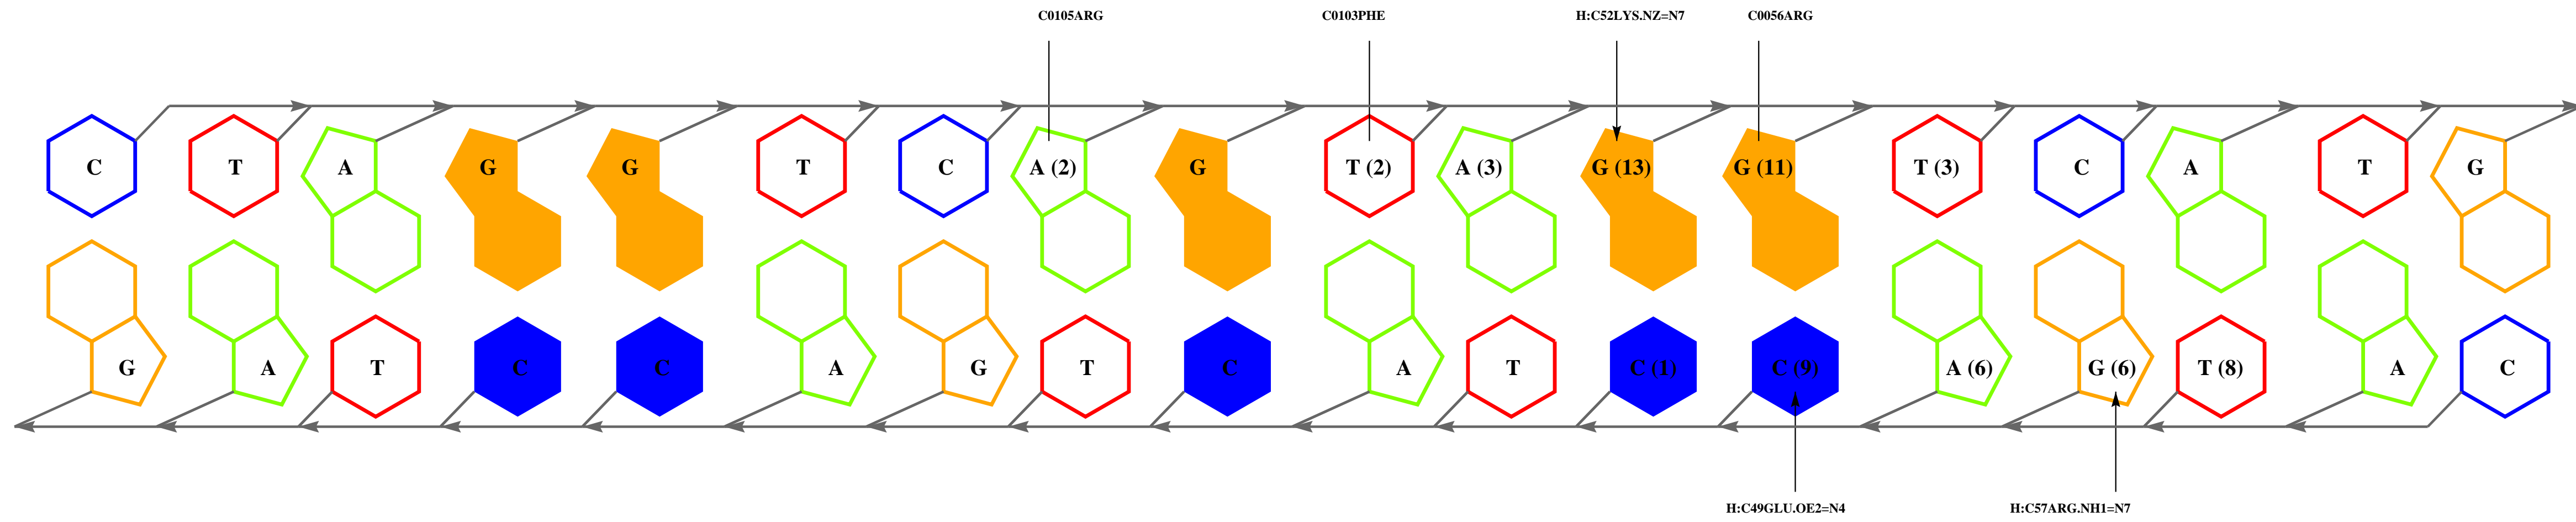 C0105ARG C0103PHE H:C52LYS.NZ=N7 C0056ARG
C T A G G T C A (2) G T (2) A (3) G (13) G (11) T (3) C A T G
G A T C C A G T C A T C (1) C (9) A (6) G (6) T (8) A C
H:C49GLU.OE2=N4 H:C57ARG.NH1=N7